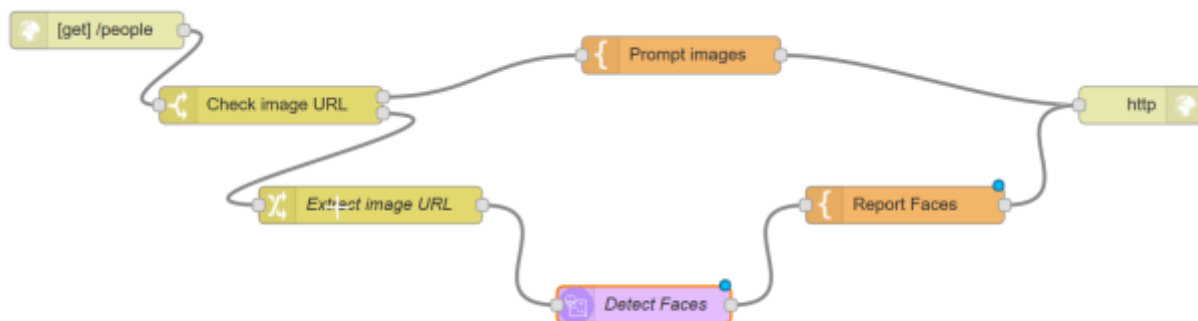 [get] /people
Prompt images
Check image URL
http
Extract image URL
Report Faces
Detect Faces